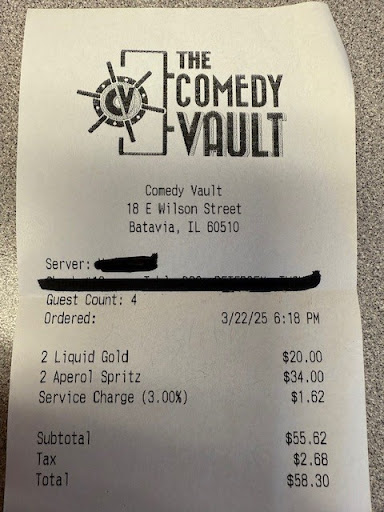 CV
THE
COMEDY
VAULT
Comedy Vault
18 E Wilson Street
Batavia, IL 60510
Server:
Guest Count: 4
Ordered: 3/22/25 6:18 PM
2 Liquid Gold $20.00
2 Aperol Spritz $34.00
Service Charge (3.00%) $1.62
Subtotal $55.62
Tax $2.68
Total $58.30